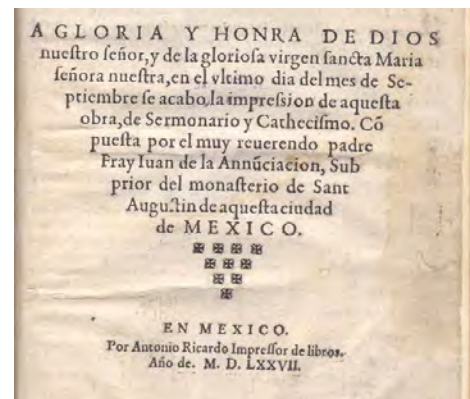 A GLORIA Y HONRA DE DIOS
nueſtro ſeñor, y de la glorioſa virgen ſancta Maria
ſeñora nueſtra, en el vltimo dia del mes de Se-
ptiembre ſe acabo, la impreſsion de aqueſta
obra, de Sermonario y Catheciſmo. Cõ
pueſta por el muy reuerendo padre
Fray Iuan de la Annũciacion, Sub
prior del monaſterio de Sant
Auguſtin de aqueſta ciudad
de MEXICO.
✠ ✠ ✠ ✠
✠ ✠ ✠
✠ ✠
✠
EN MEXICO.
Por Antonio Ricardo Impreſſor de libros.
Año de. M. D. LXXVII.